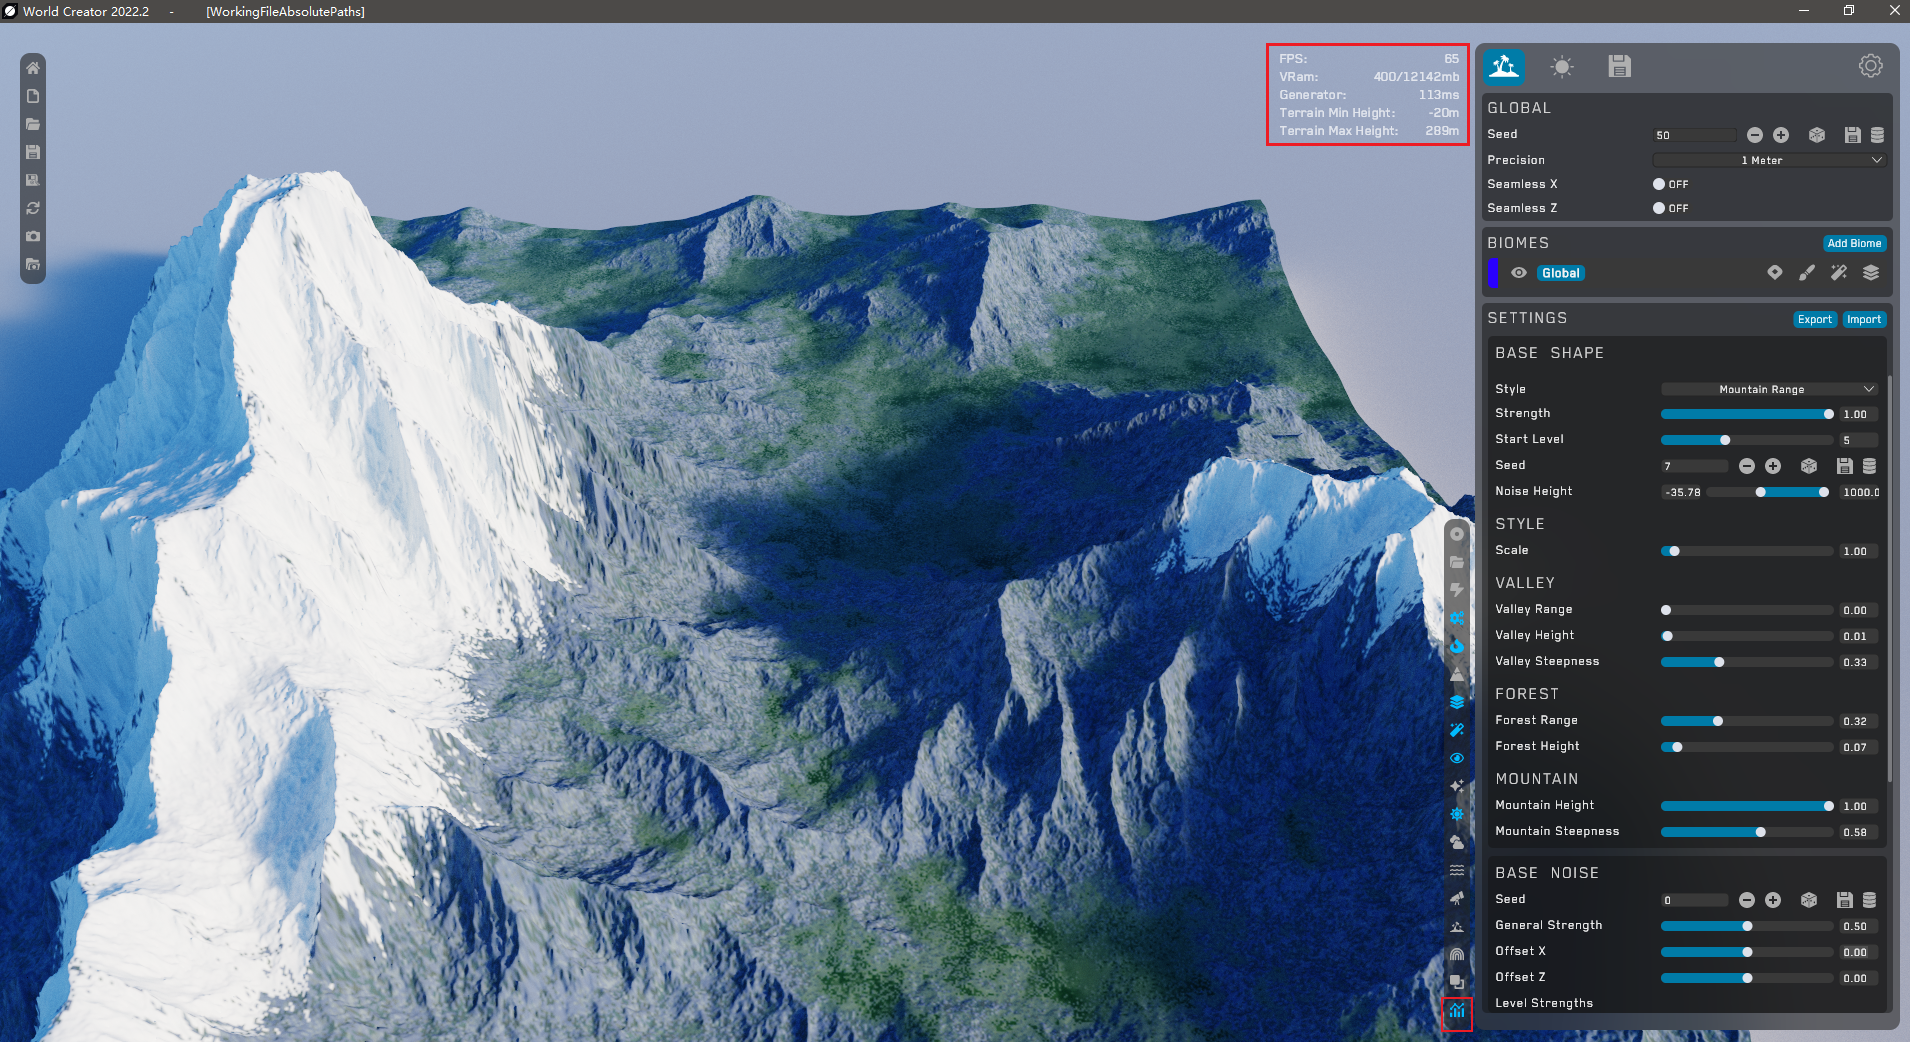 World Creator 2022.2 - [WorkingFileAbsolutePaths]
FPS: 65
VRam: 400/12142mb
Generator: 113ms
Terrain Min Height: -20m
Terrain Max Height: 289m
GLOBAL
Seed 50
Precision 1 Meter
Seamless X OFF
Seamless Z OFF
BIOMES Add Biome
Global
SETTINGS Export Import
BASE SHAPE
Style Mountain Range
Strength 1.00
Start Level 5
Seed 7
Noise Height -35.78 1000.0
STYLE
Scale 1.00
VALLEY
Valley Range 0.00
Valley Height 0.01
Valley Steepness 0.33
FOREST
Forest Range 0.32
Forest Height 0.07
MOUNTAIN
Mountain Height 1.00
Mountain Steepness 0.58
BASE NOISE
Seed 0
General Strength 0.50
Offset X 0.00
Offset Z 0.00
Level Strengths